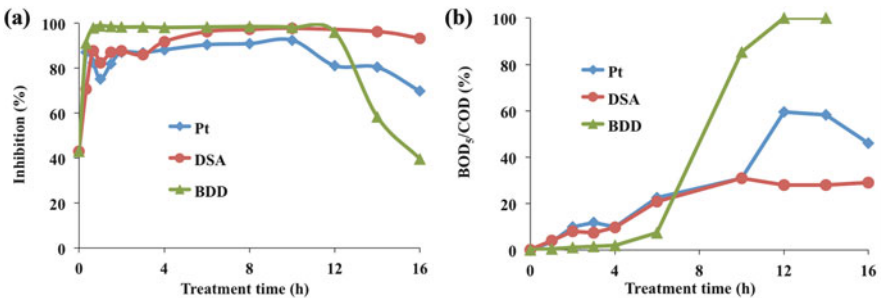 (a)
Inhibition (%)
100
80
60
40
20
0
Pt
DSA
BDD
0 4 8 12 16
Treatment time (h)
(b)
BOD₅/COD (%)
100
80
60
40
20
0
Pt
DSA
BDD
0 4 8 12 16
Treatment time (h)